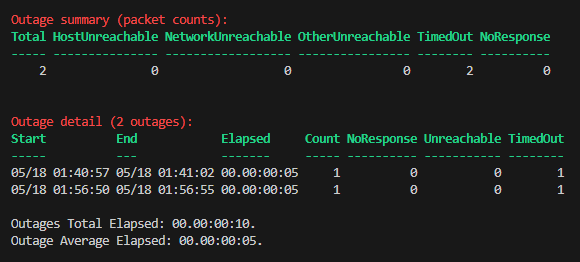 Outage summary (packet counts):
Total HostUnreachable NetworkUnreachable OtherUnreachable TimedOut NoResponse
----- --------------- ------------------ ---------------- -------- ----------
    2               0                  0                0        2          0
Outage detail (2 outages):
Start          End            Elapsed     Count NoResponse Unreachable TimedOut
-----          ---            -------     ----- ---------- ----------- --------
05/18 01:40:57 05/18 01:41:02 00.00:00:05     1          0           0        1
05/18 01:56:50 05/18 01:56:55 00.00:00:05     1          0           0        1
Outages Total Elapsed: 00.00:00:10.
Outage Average Elapsed: 00.00:00:05.